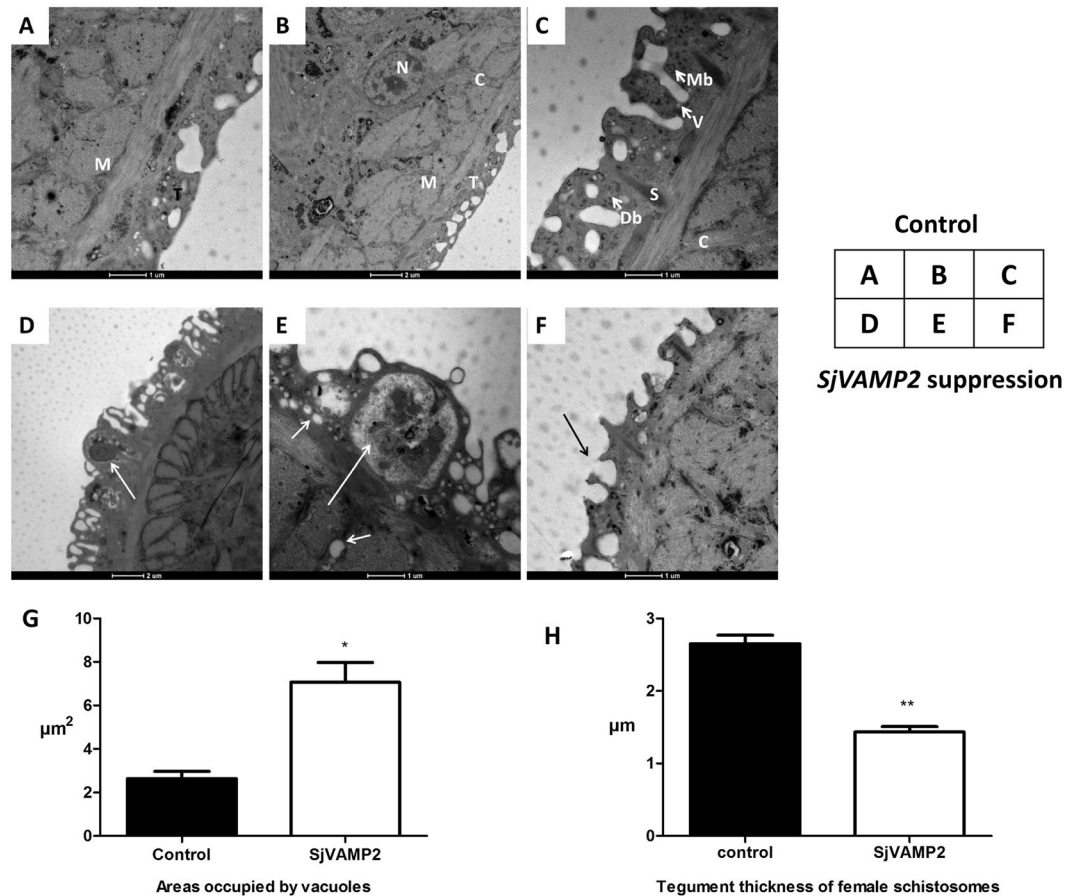 A
M
T
1 um
B
N
C
M
T
2 um
C
Mb
V
S
Db
C
1 um
D
2 um
E
1 um
F
1 um
Control
A B C
D E F
SjVAMP2 suppression
G
10
8
6
4
2
0
µm²
*
Control SjVAMP2
Areas occupied by vacuoles
H
3
2
1
0
µm
**
control SjVAMP2
Tegument thickness of female schistosomes